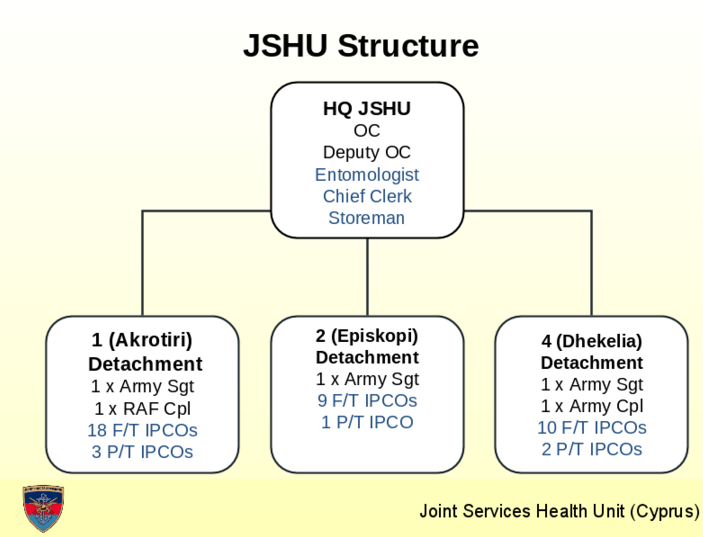 JSHU Structure
HQ JSHU
OC
Deputy OC
Entomologist
Chief Clerk
Storeman
1 (Akrotiri)
Detachment
1 x Army Sgt
1 x RAF Cpl
18 F/T IPCOs
3 P/T IPCOs
2 (Episkopi)
Detachment
1 x Army Sgt
9 F/T IPCOs
1 P/T IPCO
4 (Dhekelia)
Detachment
1 x Army Sgt
1 x Army Cpl
10 F/T IPCOs
2 P/T IPCOs
Joint Services Health Unit (Cyprus)